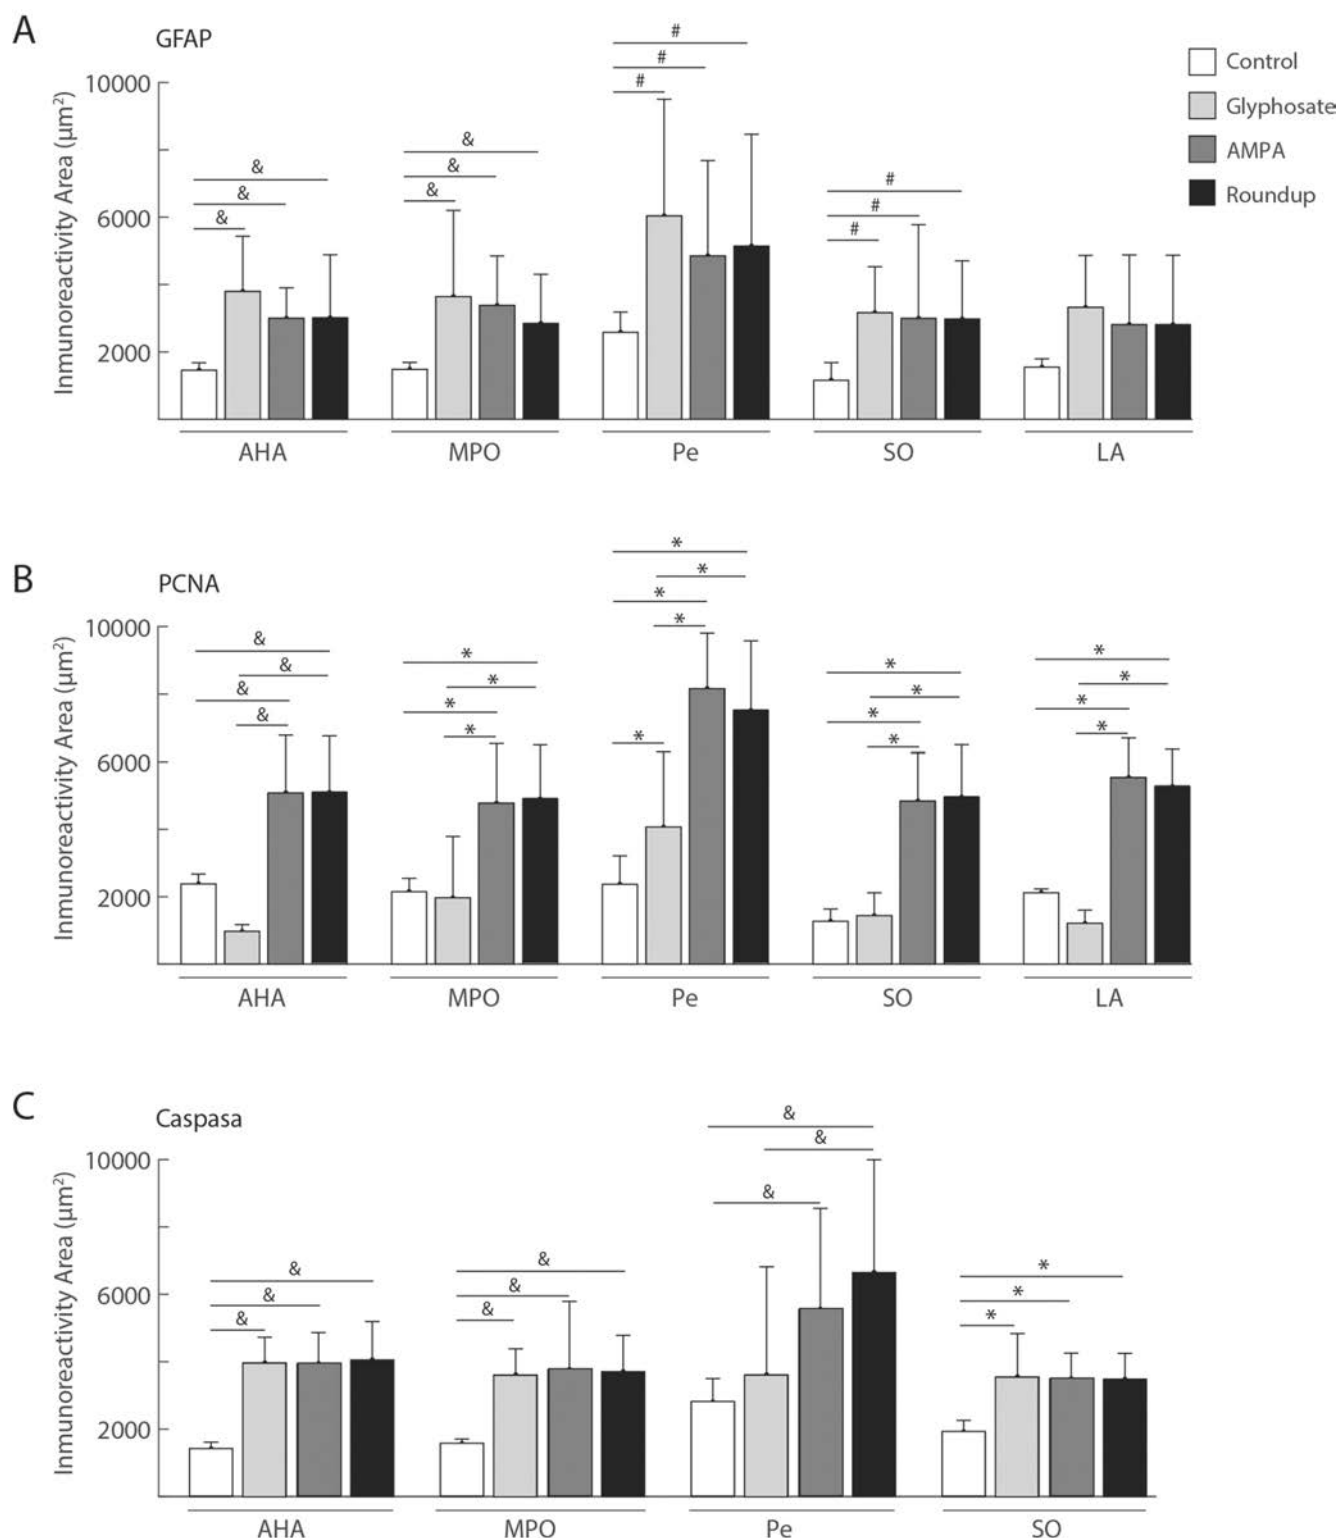 A
GFAP
Inmunoreactivity Area (µm²)
10000
6000
2000
& & &
& & &
# # #
# # #
AHA MPO Pe SO LA
Control
Glyphosate
AMPA
Roundup
B
PCNA
Inmunoreactivity Area (µm²)
10000
6000
2000
& & & &
* * * *
* * * * *
* * * *
* * * *
AHA MPO Pe SO LA
C
Caspasa
Inmunoreactivity Area (µm²)
10000
6000
2000
& & &
& & &
& & &
* * *
AHA MPO Pe SO